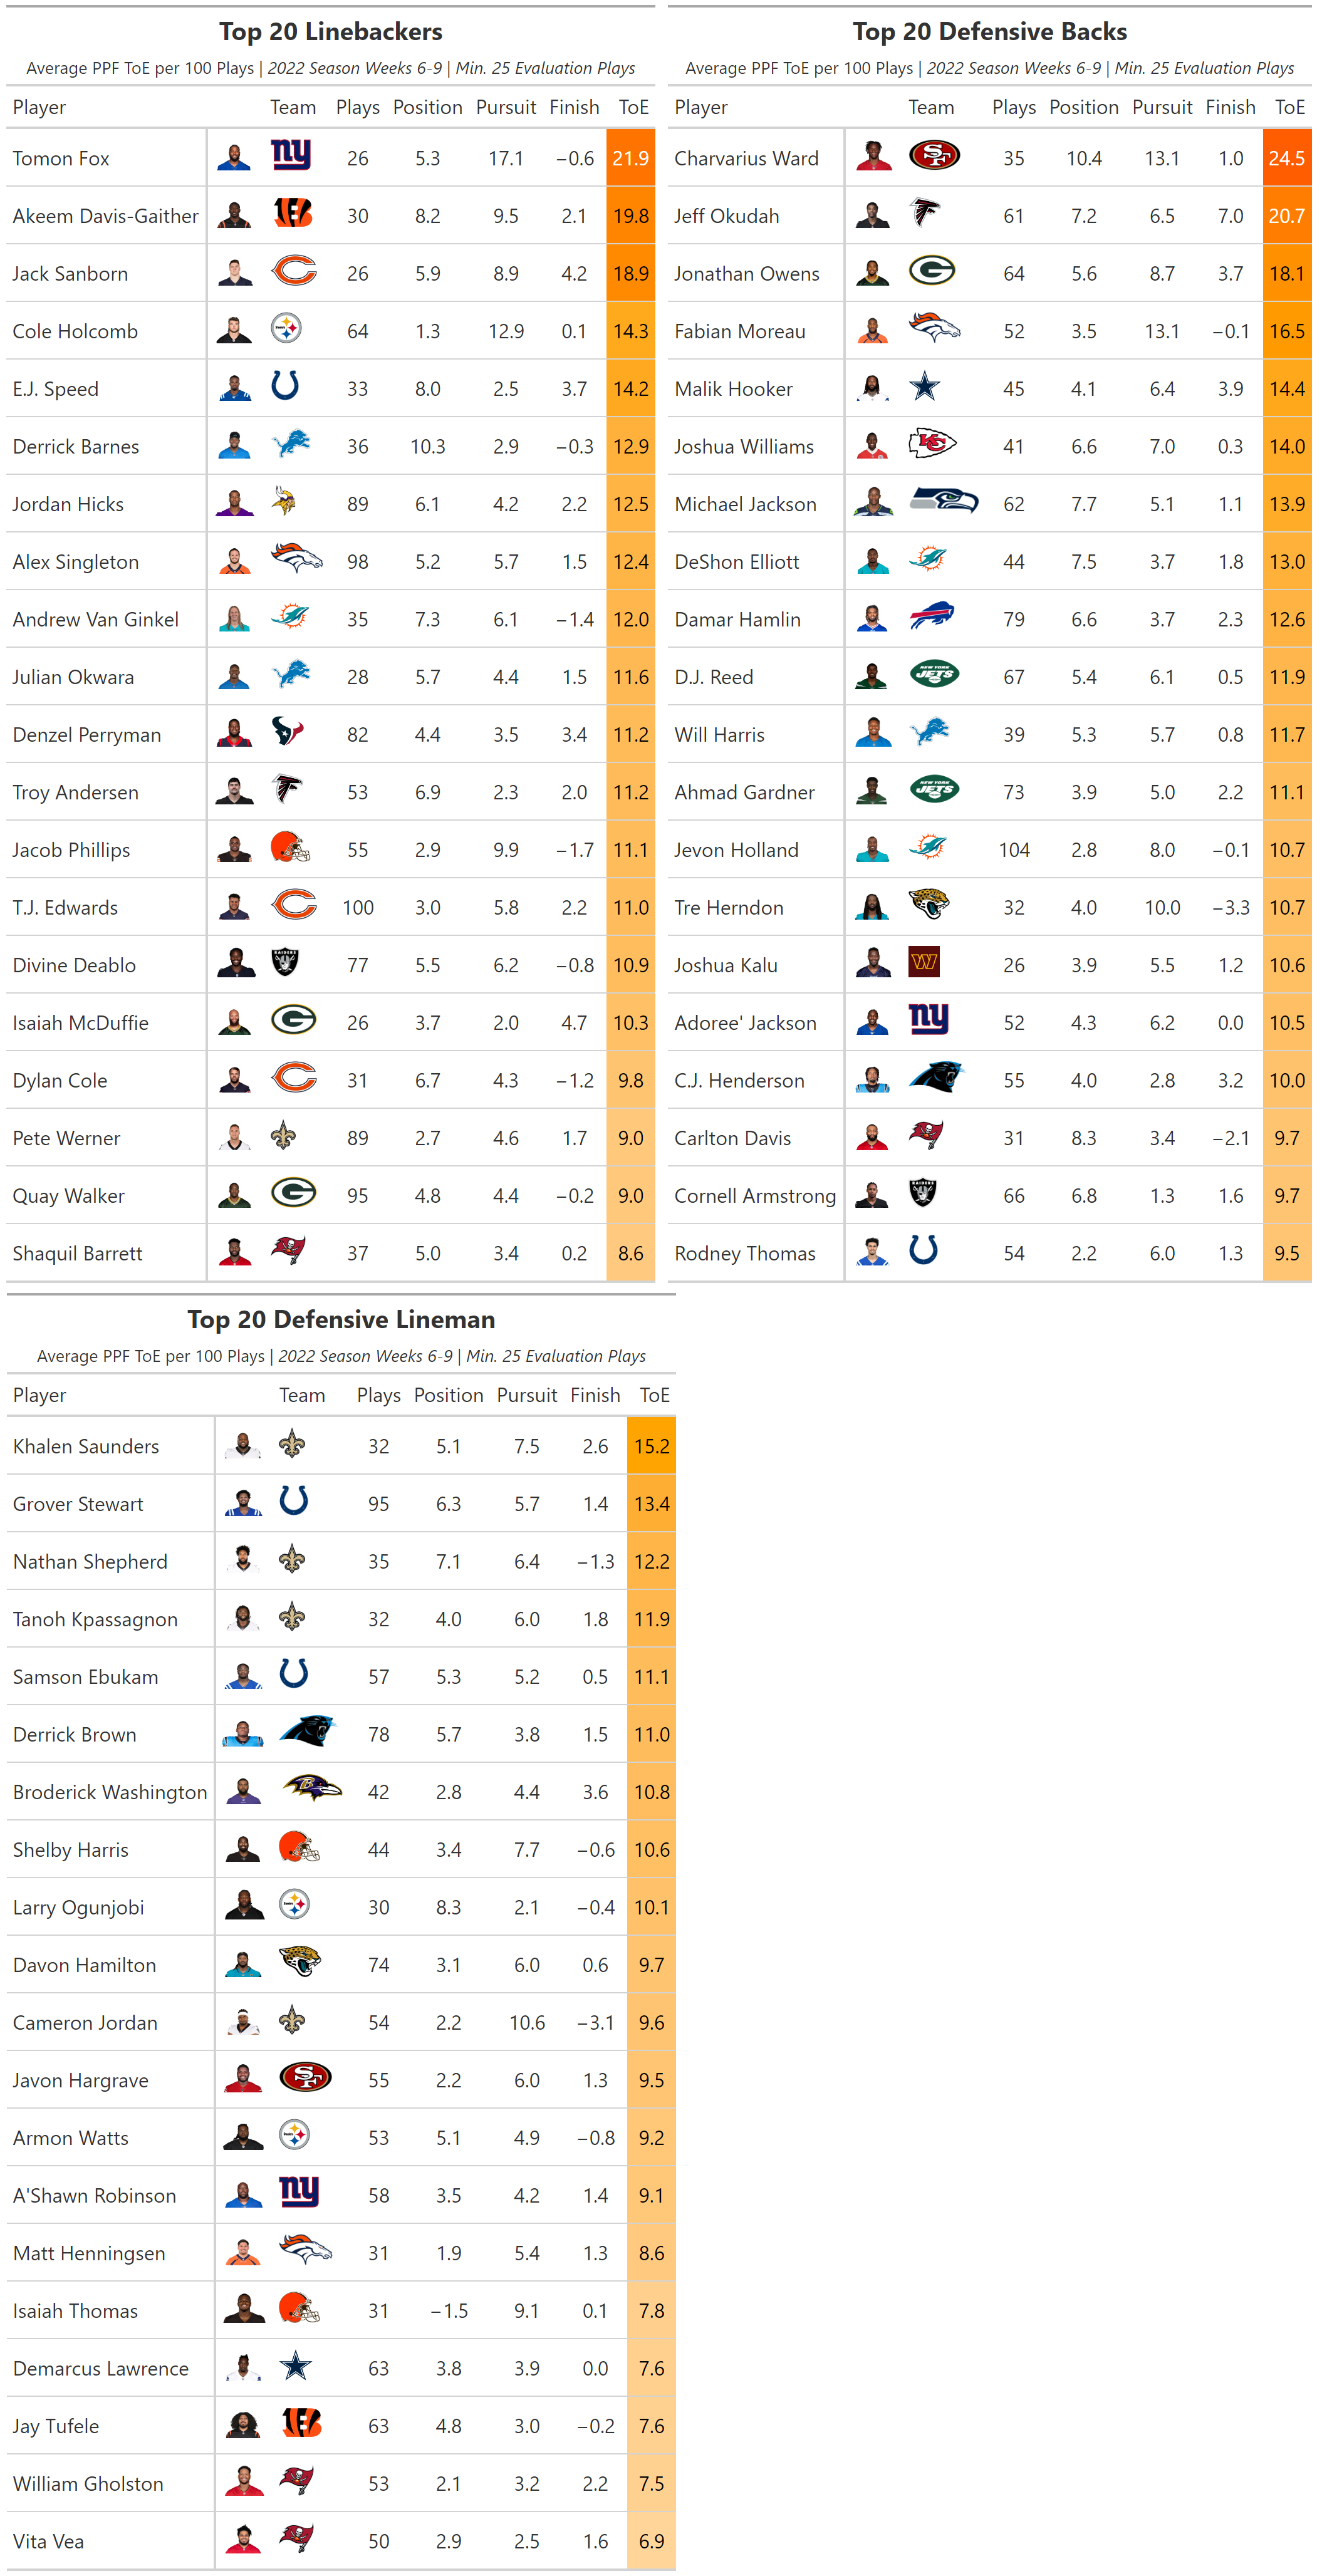 Top 20 Linebackers
Average PPF ToE per 100 Plays | 2022 Season Weeks 6-9 | Min. 25 Evaluation Plays
Player Team Plays Position Pursuit Finish ToE
Tomon Fox ny 26 5.3 17.1 −0.6 21.9
Akeem Davis-Gaither 30 8.2 9.5 2.1 19.8
Jack Sanborn 26 5.9 8.9 4.2 18.9
Cole Holcomb 64 1.3 12.9 0.1 14.3
E.J. Speed 33 8.0 2.5 3.7 14.2
Derrick Barnes 36 10.3 2.9 −0.3 12.9
Jordan Hicks 89 6.1 4.2 2.2 12.5
Alex Singleton 98 5.2 5.7 1.5 12.4
Andrew Van Ginkel 35 7.3 6.1 −1.4 12.0
Julian Okwara 28 5.7 4.4 1.5 11.6
Denzel Perryman 82 4.4 3.5 3.4 11.2
Troy Andersen 53 6.9 2.3 2.0 11.2
Jacob Phillips 55 2.9 9.9 −1.7 11.1
T.J. Edwards 100 3.0 5.8 2.2 11.0
Divine Deablo RAIDERS 77 5.5 6.2 −0.8 10.9
Isaiah McDuffie G 26 3.7 2.0 4.7 10.3
Dylan Cole 31 6.7 4.3 −1.2 9.8
Pete Werner 89 2.7 4.6 1.7 9.0
Quay Walker G 95 4.8 4.4 −0.2 9.0
Shaquil Barrett 37 5.0 3.4 0.2 8.6
Top 20 Defensive Backs
Average PPF ToE per 100 Plays | 2022 Season Weeks 6-9 | Min. 25 Evaluation Plays
Player Team Plays Position Pursuit Finish ToE
Charvarius Ward SF 35 10.4 13.1 1.0 24.5
Jeff Okudah 61 7.2 6.5 7.0 20.7
Jonathan Owens G 64 5.6 8.7 3.7 18.1
Fabian Moreau 52 3.5 13.1 −0.1 16.5
Malik Hooker 45 4.1 6.4 3.9 14.4
Joshua Williams KC 41 6.6 7.0 0.3 14.0
Michael Jackson 62 7.7 5.1 1.1 13.9
DeShon Elliott 44 7.5 3.7 1.8 13.0
Damar Hamlin 79 6.6 3.7 2.3 12.6
D.J. Reed NEW YORK JETS 67 5.4 6.1 0.5 11.9
Will Harris 39 5.3 5.7 0.8 11.7
Ahmad Gardner NEW YORK JETS 73 3.9 5.0 2.2 11.1
Jevon Holland 104 2.8 8.0 −0.1 10.7
Tre Herndon 32 4.0 10.0 −3.3 10.7
Joshua Kalu W 26 3.9 5.5 1.2 10.6
Adoree' Jackson ny 52 4.3 6.2 0.0 10.5
C.J. Henderson 55 4.0 2.8 3.2 10.0
Carlton Davis 31 8.3 3.4 −2.1 9.7
Cornell Armstrong RAIDERS 66 6.8 1.3 1.6 9.7
Rodney Thomas 54 2.2 6.0 1.3 9.5
Top 20 Defensive Lineman
Average PPF ToE per 100 Plays | 2022 Season Weeks 6-9 | Min. 25 Evaluation Plays
Player Team Plays Position Pursuit Finish ToE
Khalen Saunders 32 5.1 7.5 2.6 15.2
Grover Stewart 95 6.3 5.7 1.4 13.4
Nathan Shepherd 35 7.1 6.4 −1.3 12.2
Tanoh Kpassagnon 32 4.0 6.0 1.8 11.9
Samson Ebukam 57 5.3 5.2 0.5 11.1
Derrick Brown 78 5.7 3.8 1.5 11.0
Broderick Washington B 42 2.8 4.4 3.6 10.8
Shelby Harris 44 3.4 7.7 −0.6 10.6
Larry Ogunjobi 30 8.3 2.1 −0.4 10.1
Davon Hamilton 74 3.1 6.0 0.6 9.7
Cameron Jordan 54 2.2 10.6 −3.1 9.6
Javon Hargrave SF 55 2.2 6.0 1.3 9.5
Armon Watts 53 5.1 4.9 −0.8 9.2
A'Shawn Robinson ny 58 3.5 4.2 1.4 9.1
Matt Henningsen 31 1.9 5.4 1.3 8.6
Isaiah Thomas 31 −1.5 9.1 0.1 7.8
Demarcus Lawrence 63 3.8 3.9 0.0 7.6
Jay Tufele 63 4.8 3.0 −0.2 7.6
William Gholston 53 2.1 3.2 2.2 7.5
Vita Vea 50 2.9 2.5 1.6 6.9